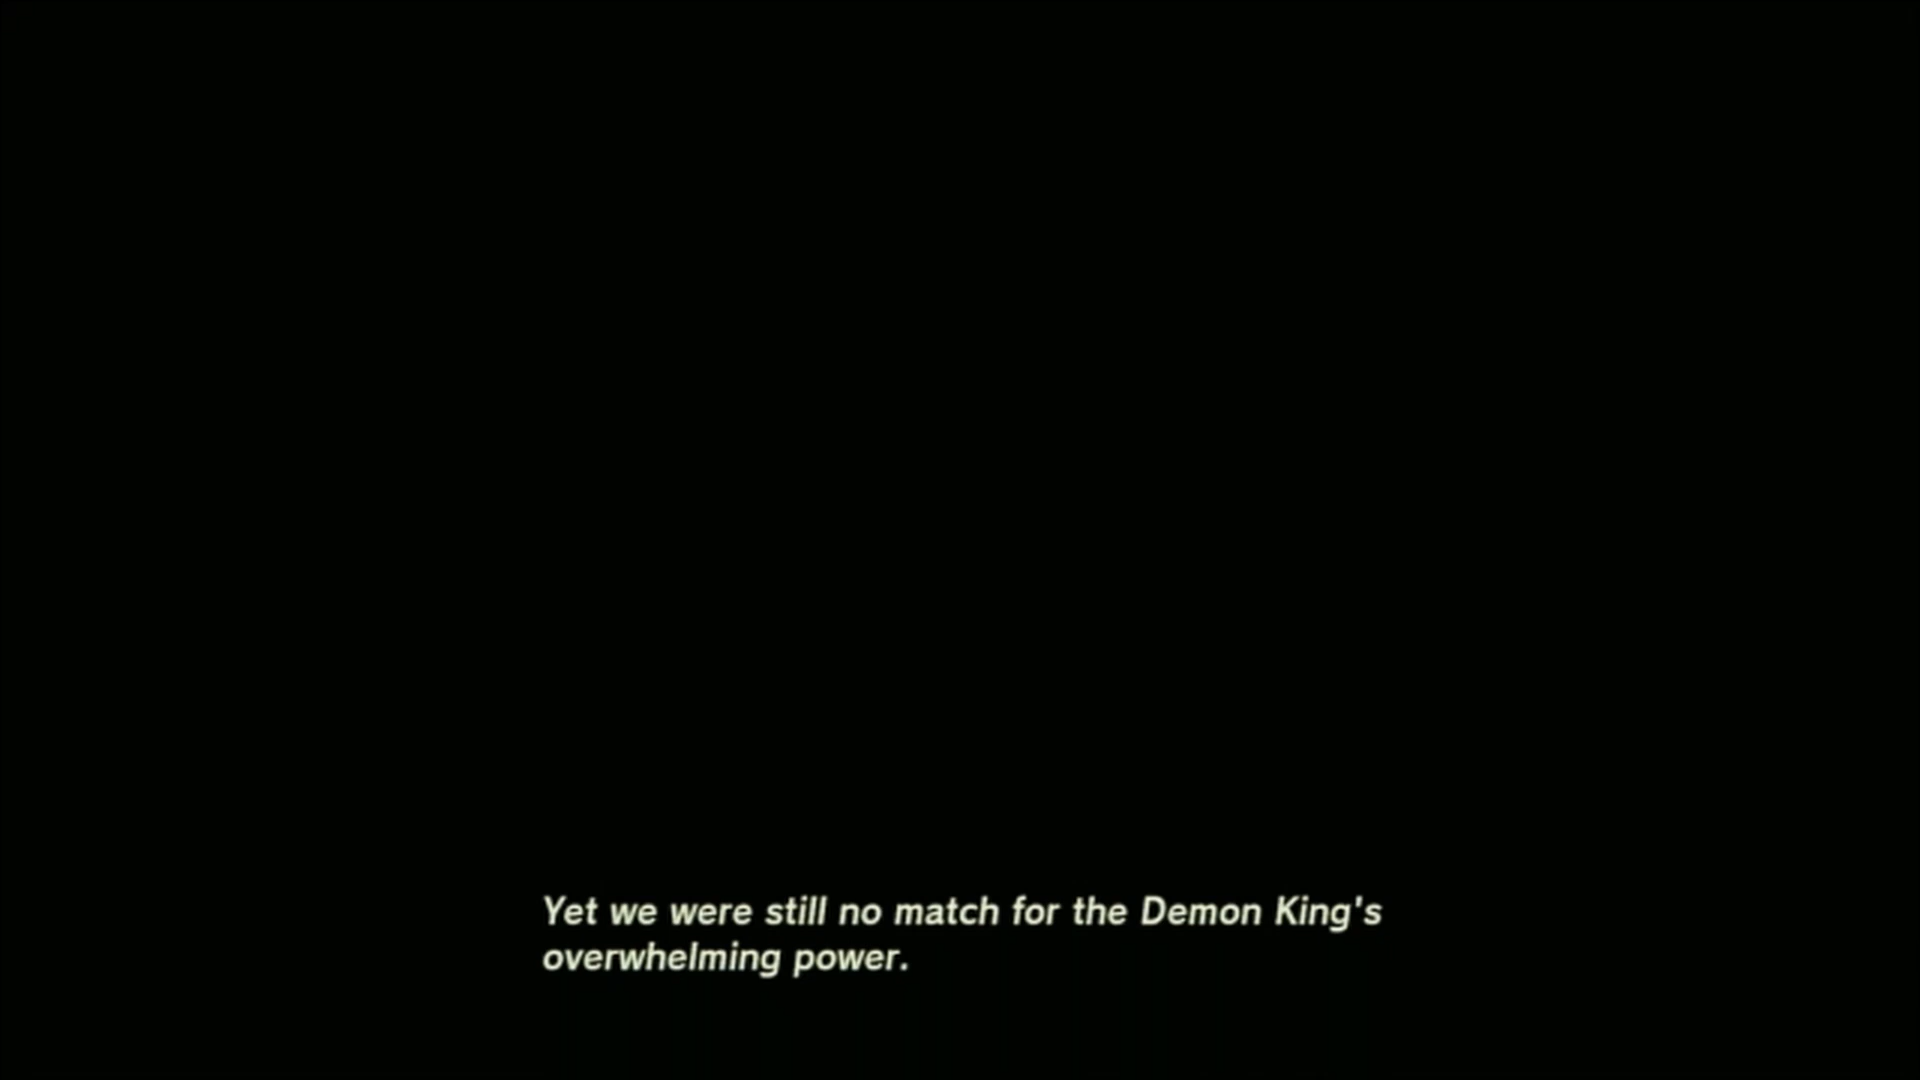 Yet we were still no match for the Demon King's
overwhelming power.